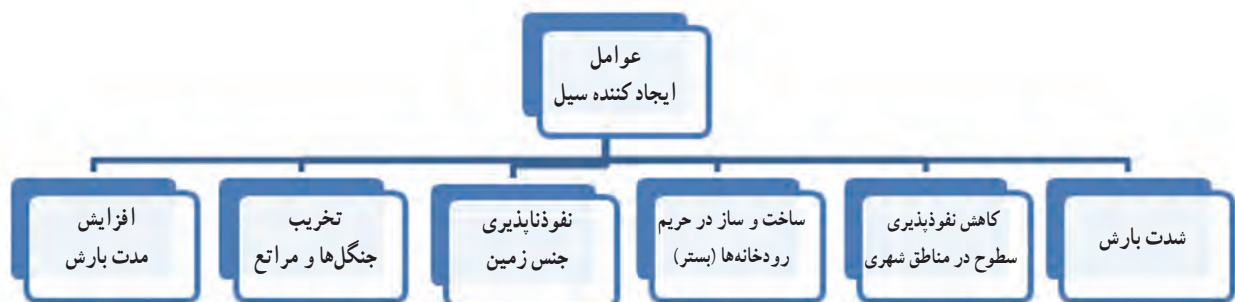 عوامل
ایجاد کننده سیل
شدت بارش
کاهش نفوذپذیری
سطوح در مناطق شهری
ساخت و ساز در حریم
رودخانه‌ها (بستر)
نفوذناپذیری
جنس زمین
تخریب
جنگل‌ها و مراتع
افزایش
مدت بارش